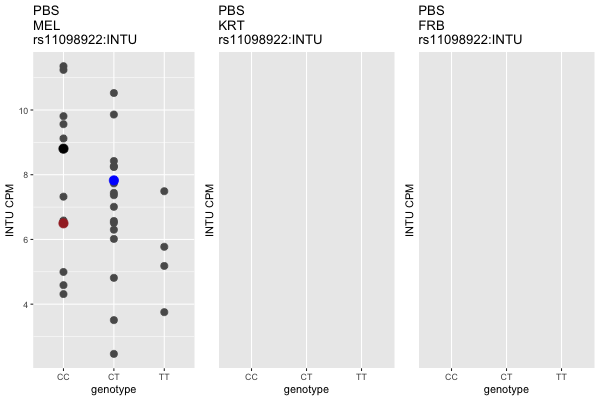 PBS
MEL
rs11098922:INTU
PBS
KRT
rs11098922:INTU
PBS
FRB
rs11098922:INTU
INTU CPM
10
8
6
4
CC CT TT
genotype
INTU CPM
CC CT TT
genotype
INTU CPM
CC CT TT
genotype